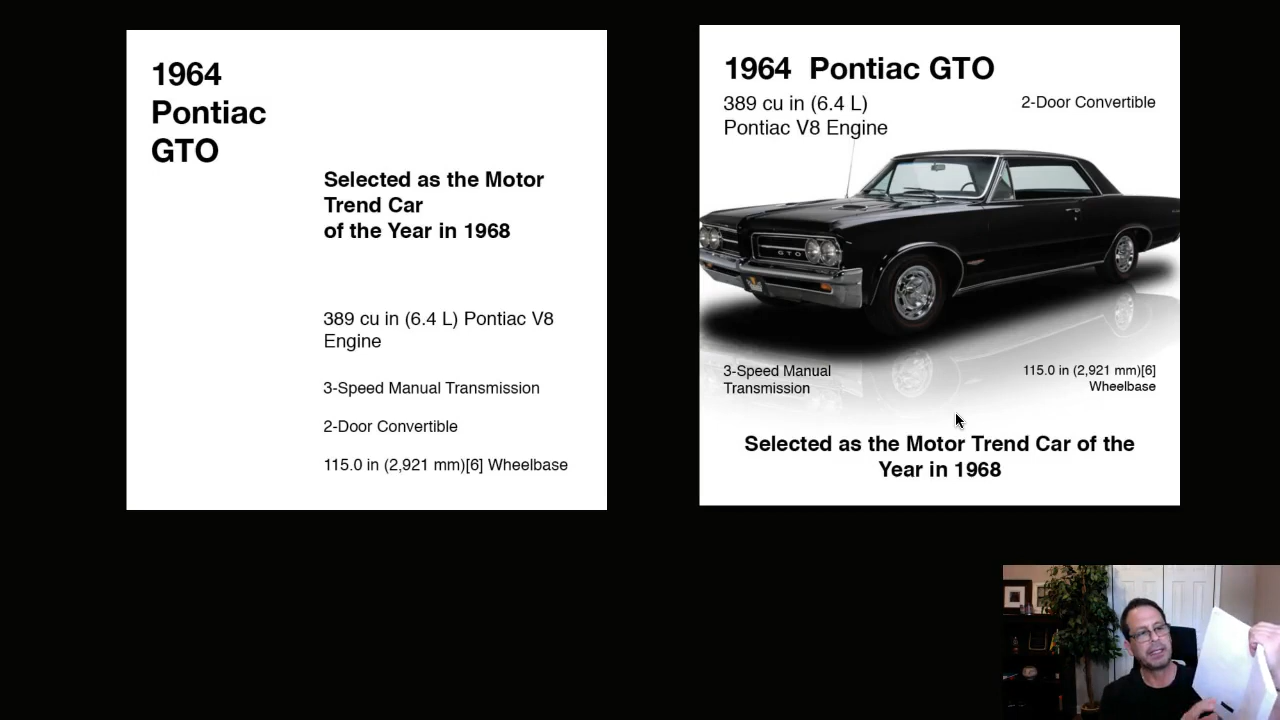 1964
Pontiac
GTO
Selected as the Motor
Trend Car
of the Year in 1968
389 cu in (6.4 L) Pontiac V8
Engine
3-Speed Manual Transmission
2-Door Convertible
115.0 in (2,921 mm)[6] Wheelbase
1964  Pontiac GTO
389 cu in (6.4 L)
Pontiac V8 Engine
2-Door Convertible
GTO
3-Speed Manual
Transmission
115.0 in (2,921 mm)[6]
Wheelbase
Selected as the Motor Trend Car of the
Year in 1968